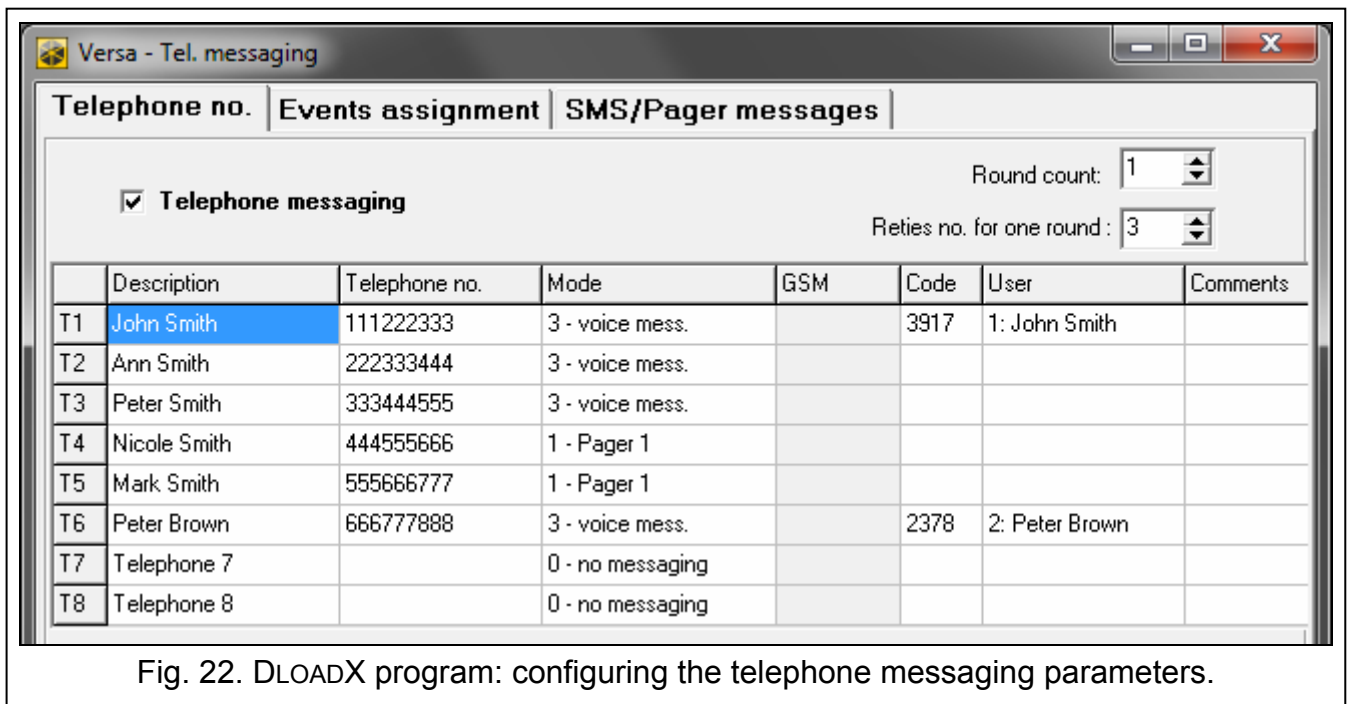 Versa - Tel. messaging
Telephone no. Events assignment SMS/Pager messages
Round count: 1
Telephone messaging
Reties no. for one round : 3
Description Telephone no. Mode GSM Code User Comments
T1 John Smith 111222333 3 - voice mess. 3917 1: John Smith
T2 Ann Smith 222333444 3 - voice mess.
T3 Peter Smith 333444555 3 - voice mess.
T4 Nicole Smith 444555666 1 - Pager 1
T5 Mark Smith 555666777 1 - Pager 1
T6 Peter Brown 666777888 3 - voice mess. 2378 2: Peter Brown
T7 Telephone 7 0 - no messaging
T8 Telephone 8 0 - no messaging
Fig. 22. DLOADX program: configuring the telephone messaging parameters.